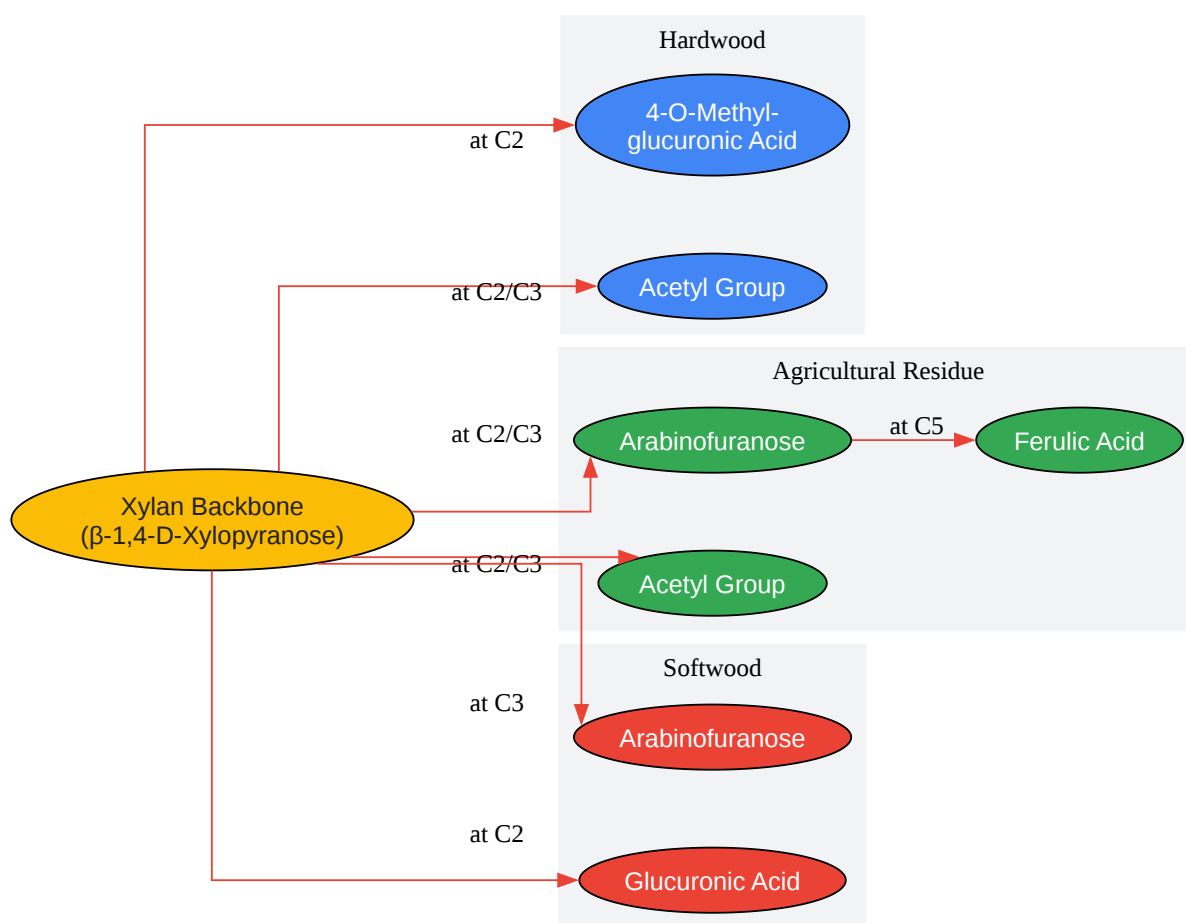 Hardwood
4-O-Methyl-
glucuronic Acid
at C2
Acetyl Group
at C2/C3
Agricultural Residue
Arabinofuranose
at C2/C3
at C5
Ferulic Acid
Xylan Backbone
(β-1,4-D-Xylopyranose)
at C2/C3
Acetyl Group
Softwood
at C3
Arabinofuranose
at C2
Glucuronic Acid